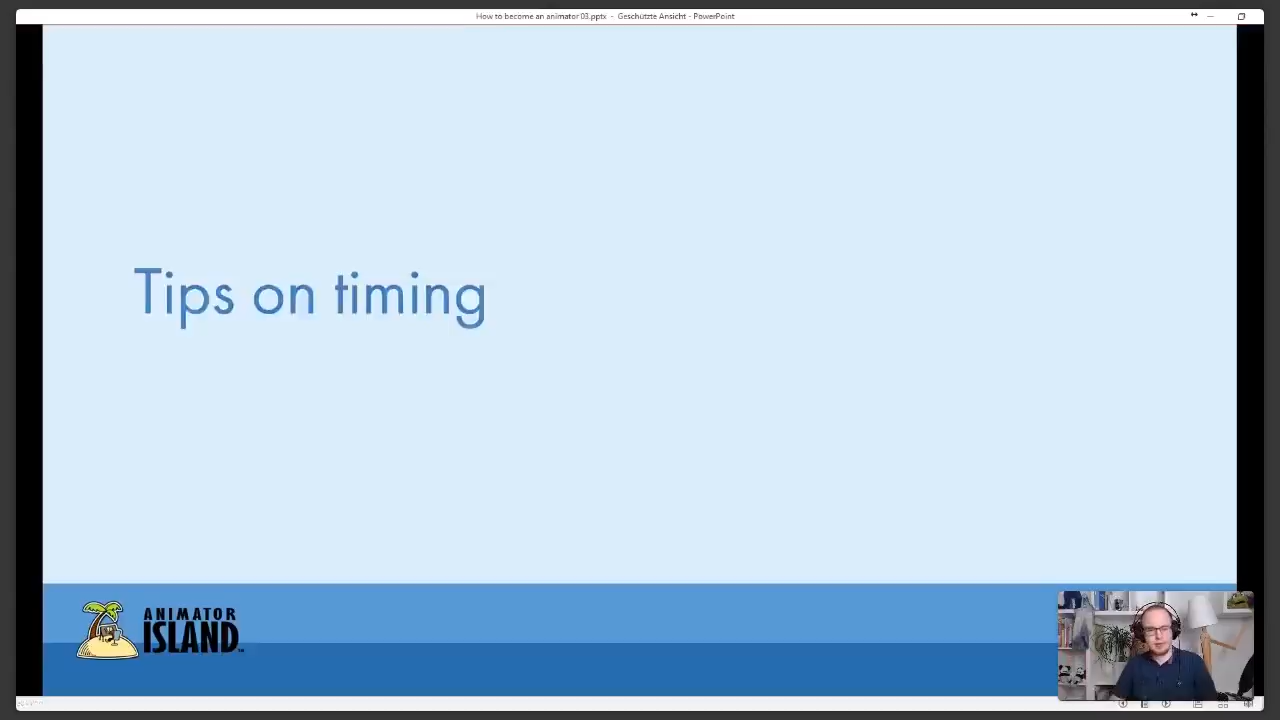 How to become an animator 03.pptx - Geschützte Ansicht - PowerPoint
Tips on timing
ANIMATOR
ISLAND